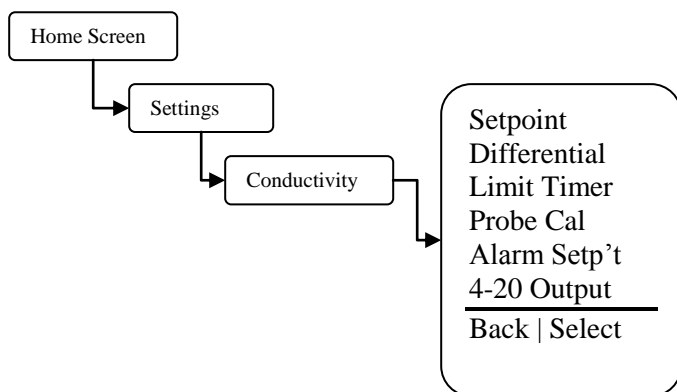 Home Screen
Settings
Conductivity
Setpoint
Differential
Limit Timer
Probe Cal
Alarm Setp’t
4-20 Output
Back | Select